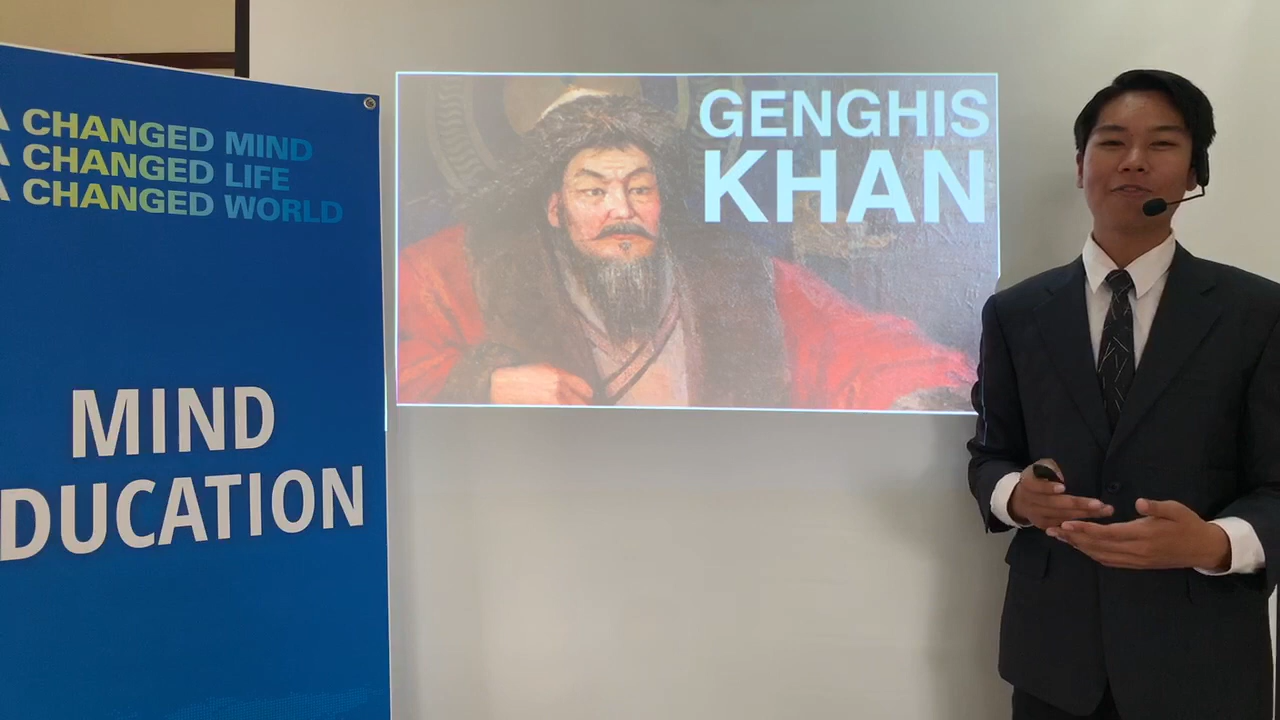 A CHANGED MIND
A CHANGED LIFE
A CHANGED WORLD
MIND
DUCATION
GENGHIS
KHAN